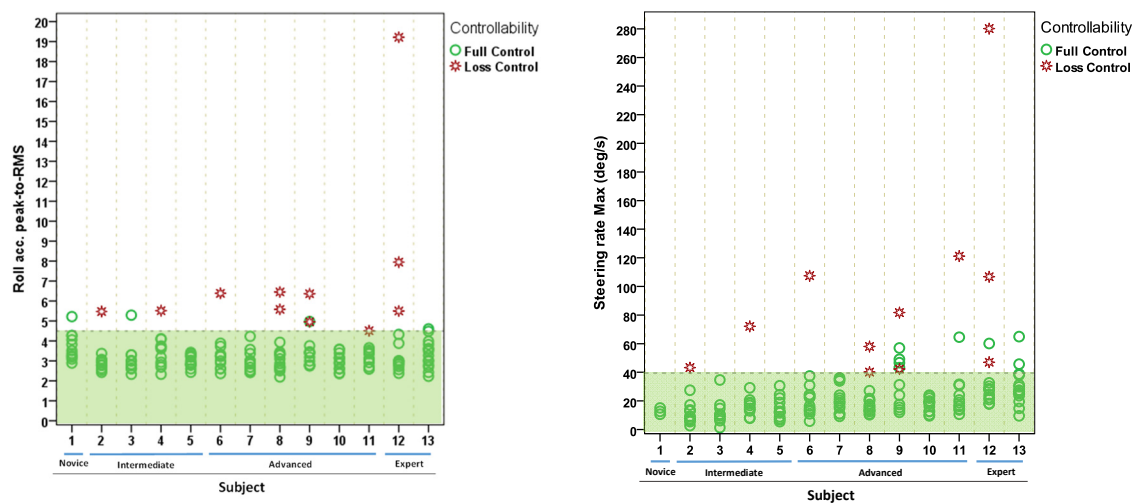 Roll acc. peak-to-RMS
20
19
18
17
16
15
14
13
12
11
10
9
8
7
6
5
4
3
2
1
0
1 2 3 4 5 6 7 8 9 10 11 12 13
Novice Intermediate Advanced Expert
Subject
Controllability
Full Control
Loss Control
Steering rate Max (deg/s)
280
260
240
220
200
180
160
140
120
100
80
60
40
20
0
1 2 3 4 5 6 7 8 9 10 11 12 13
Novice Intermediate Advanced Expert
Subject
Controllability
Full Control
Loss Control